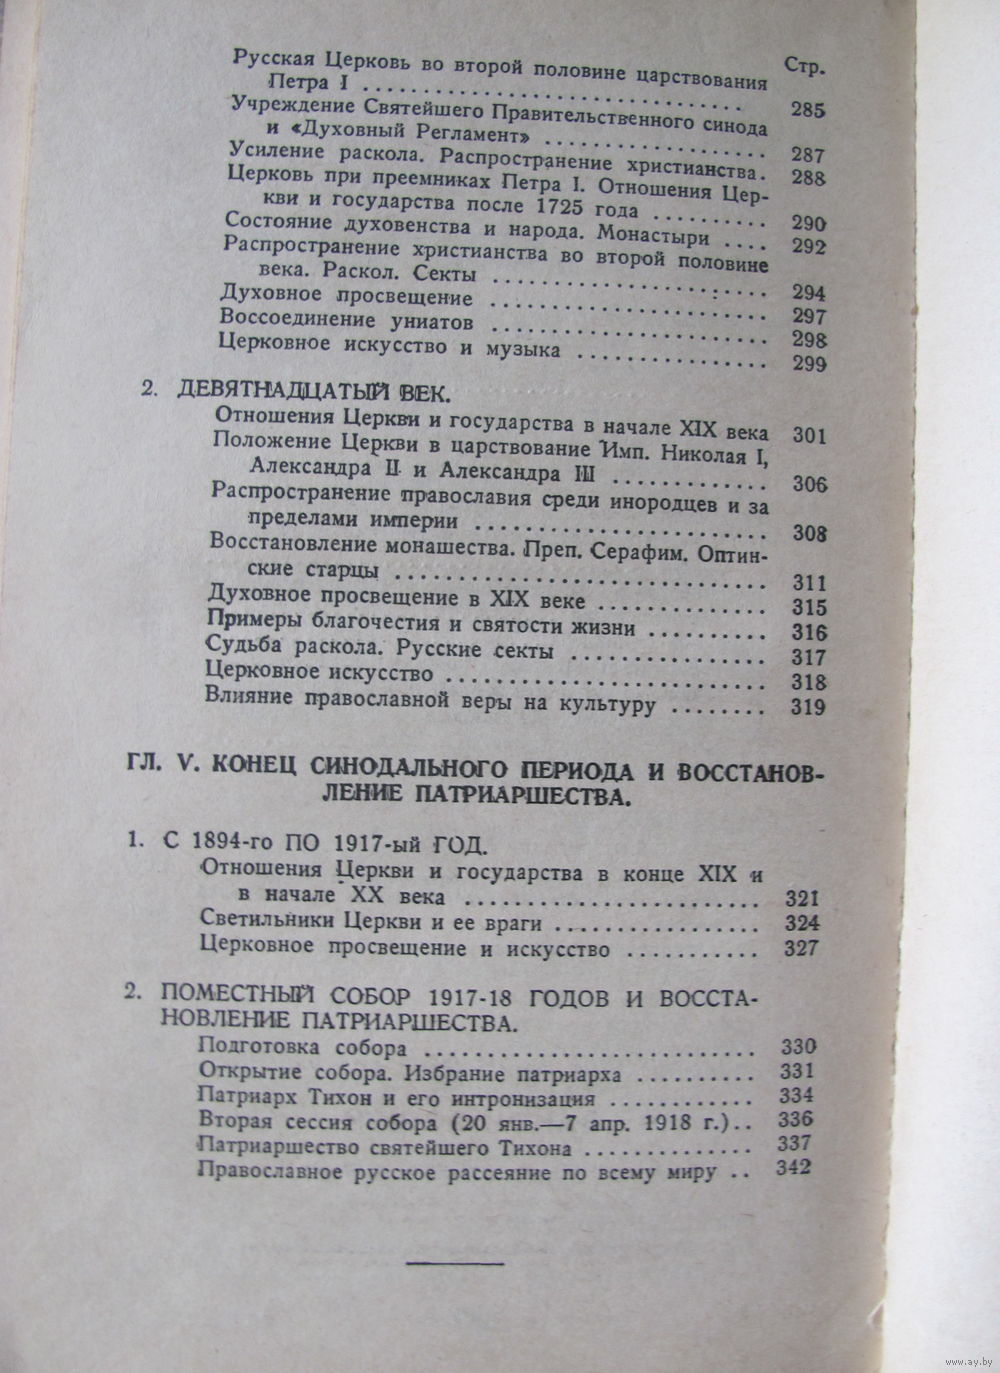 Стр.
Русская Церковь во второй половине царствования
Петра I .............................. 285
Учреждение Святейшего Правительственного синода
и «Духовный Регламент» .................... 287
Усиление раскола. Распространение христианства. 288
Церковь при преемниках Петра I. Отношения Цер-
кви и государства после 1725 года .......... 290
Состояние духовенства и народа. Монастыри .... 292
Распространение христианства во второй половине
века. Раскол. Секты ........................ 294
Духовное просвещение ........................ 297
Воссоединение униатов ........................ 298
Церковное искусство и музыка ................ 299
2. ДЕВЯТНАДЦАТЫЙ ВЕК.
Отношения Церкви и государства в начале XIX века 301
Положение Церкви в царствование Имп. Николая I,
Александра II и Александра III ............. 306
Распространение православия среди инородцев и за
пределами империи ........................ 308
Восстановление монашества. Преп. Серафим. Оптин-
ские старцы .............................. 311
Духовное просвещение в XIX веке .............. 315
Примеры благочестия и святости жизни .......... 316
Судьба раскола. Русские секты ................ 317
Церковное искусство .......................... 318
Влияние православной веры на культуру ........ 319
ГЛ. V. КОНЕЦ СИНОДАЛЬНОГО ПЕРИОДА И ВОССТАНОВ-
ЛЕНИЕ ПАТРИАРШЕСТВА.
1. С 1894-го ПО 1917-ый ГОД.
Отношения Церкви и государства в конце XIX и
в начале XX века ........................ 321
Светильники Церкви и ее враги ................. 324
Церковное просвещение и искусство ........... 327
2. ПОМЕСТНЫЙ СОБОР 1917-18 ГОДОВ И ВОССТА-
НОВЛЕНИЕ ПАТРИАРШЕСТВА.
Подготовка собора ............................ 330
Открытие собора. Избрание патриарха .......... 331
Патриарх Тихон и его интронизация ............ 334
Вторая сессия собора (20 янв.—7 апр. 1918 г.).. 336
Патриаршество святейшего Тихона .............. 337
Православное русское рассеяние по всему миру .. 342
www.ay.by